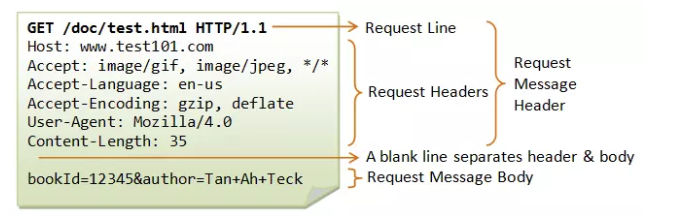 GET /doc/test.html HTTP/1.1
Host: www.test101.com
Accept: image/gif, image/jpeg, */*
Accept-Language: en-us
Accept-Encoding: gzip, deflate
User-Agent: Mozilla/4.0
Content-Length: 35
bookId=12345&author=Tan+Ah+Teck
Request Line
Request Headers
Request
Message
Header
A blank line separates header & body
Request Message Body